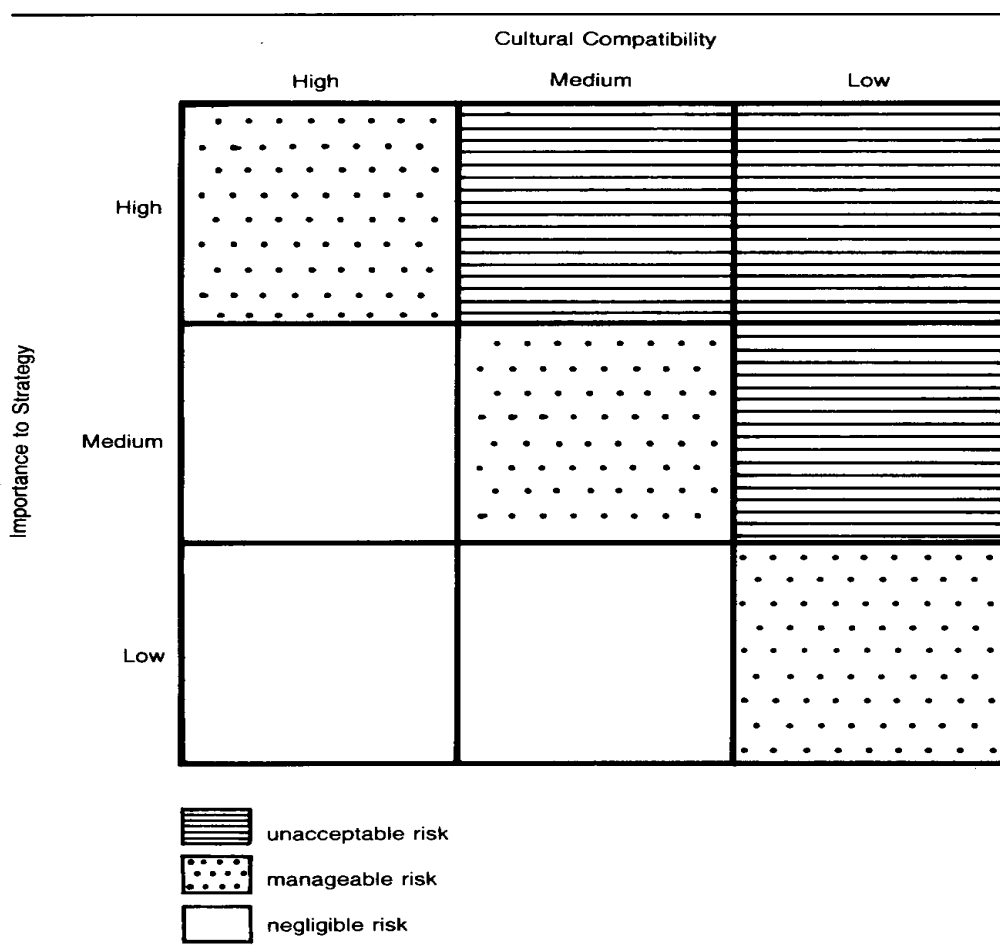 Cultural Compatibility
High Medium Low
High
Importance to Strategy
Medium
Low
unacceptable risk
manageable risk
negligible risk